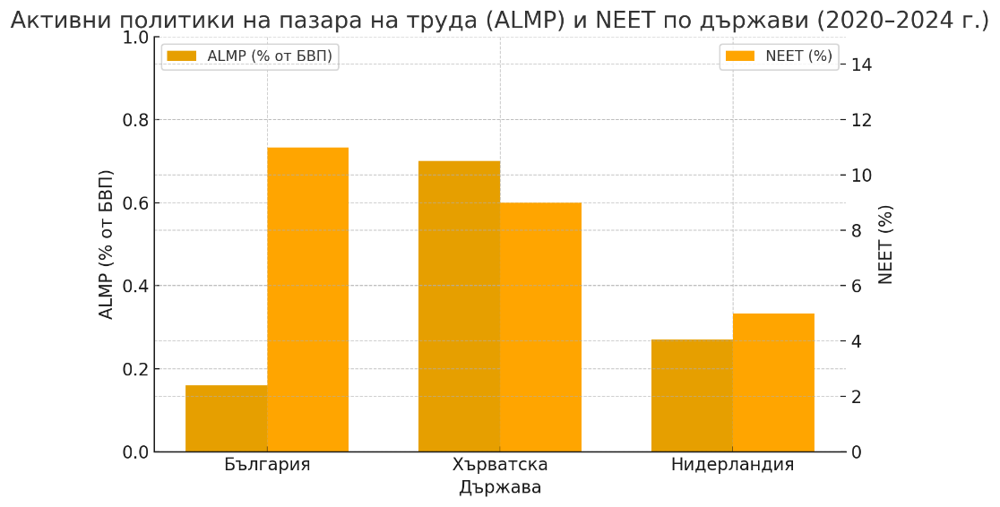 Активни политики на пазара на труда (ALMP) и NEET по държави (2020–2024 г.)
ALMP (% от БВП)
NEET (%)
1.0
0.8
0.6
0.4
0.2
0.0
ALMP (% от БВП)
14
12
10
8
6
4
2
0
NEET (%)
България
Хърватска
Нидерландия
Държава